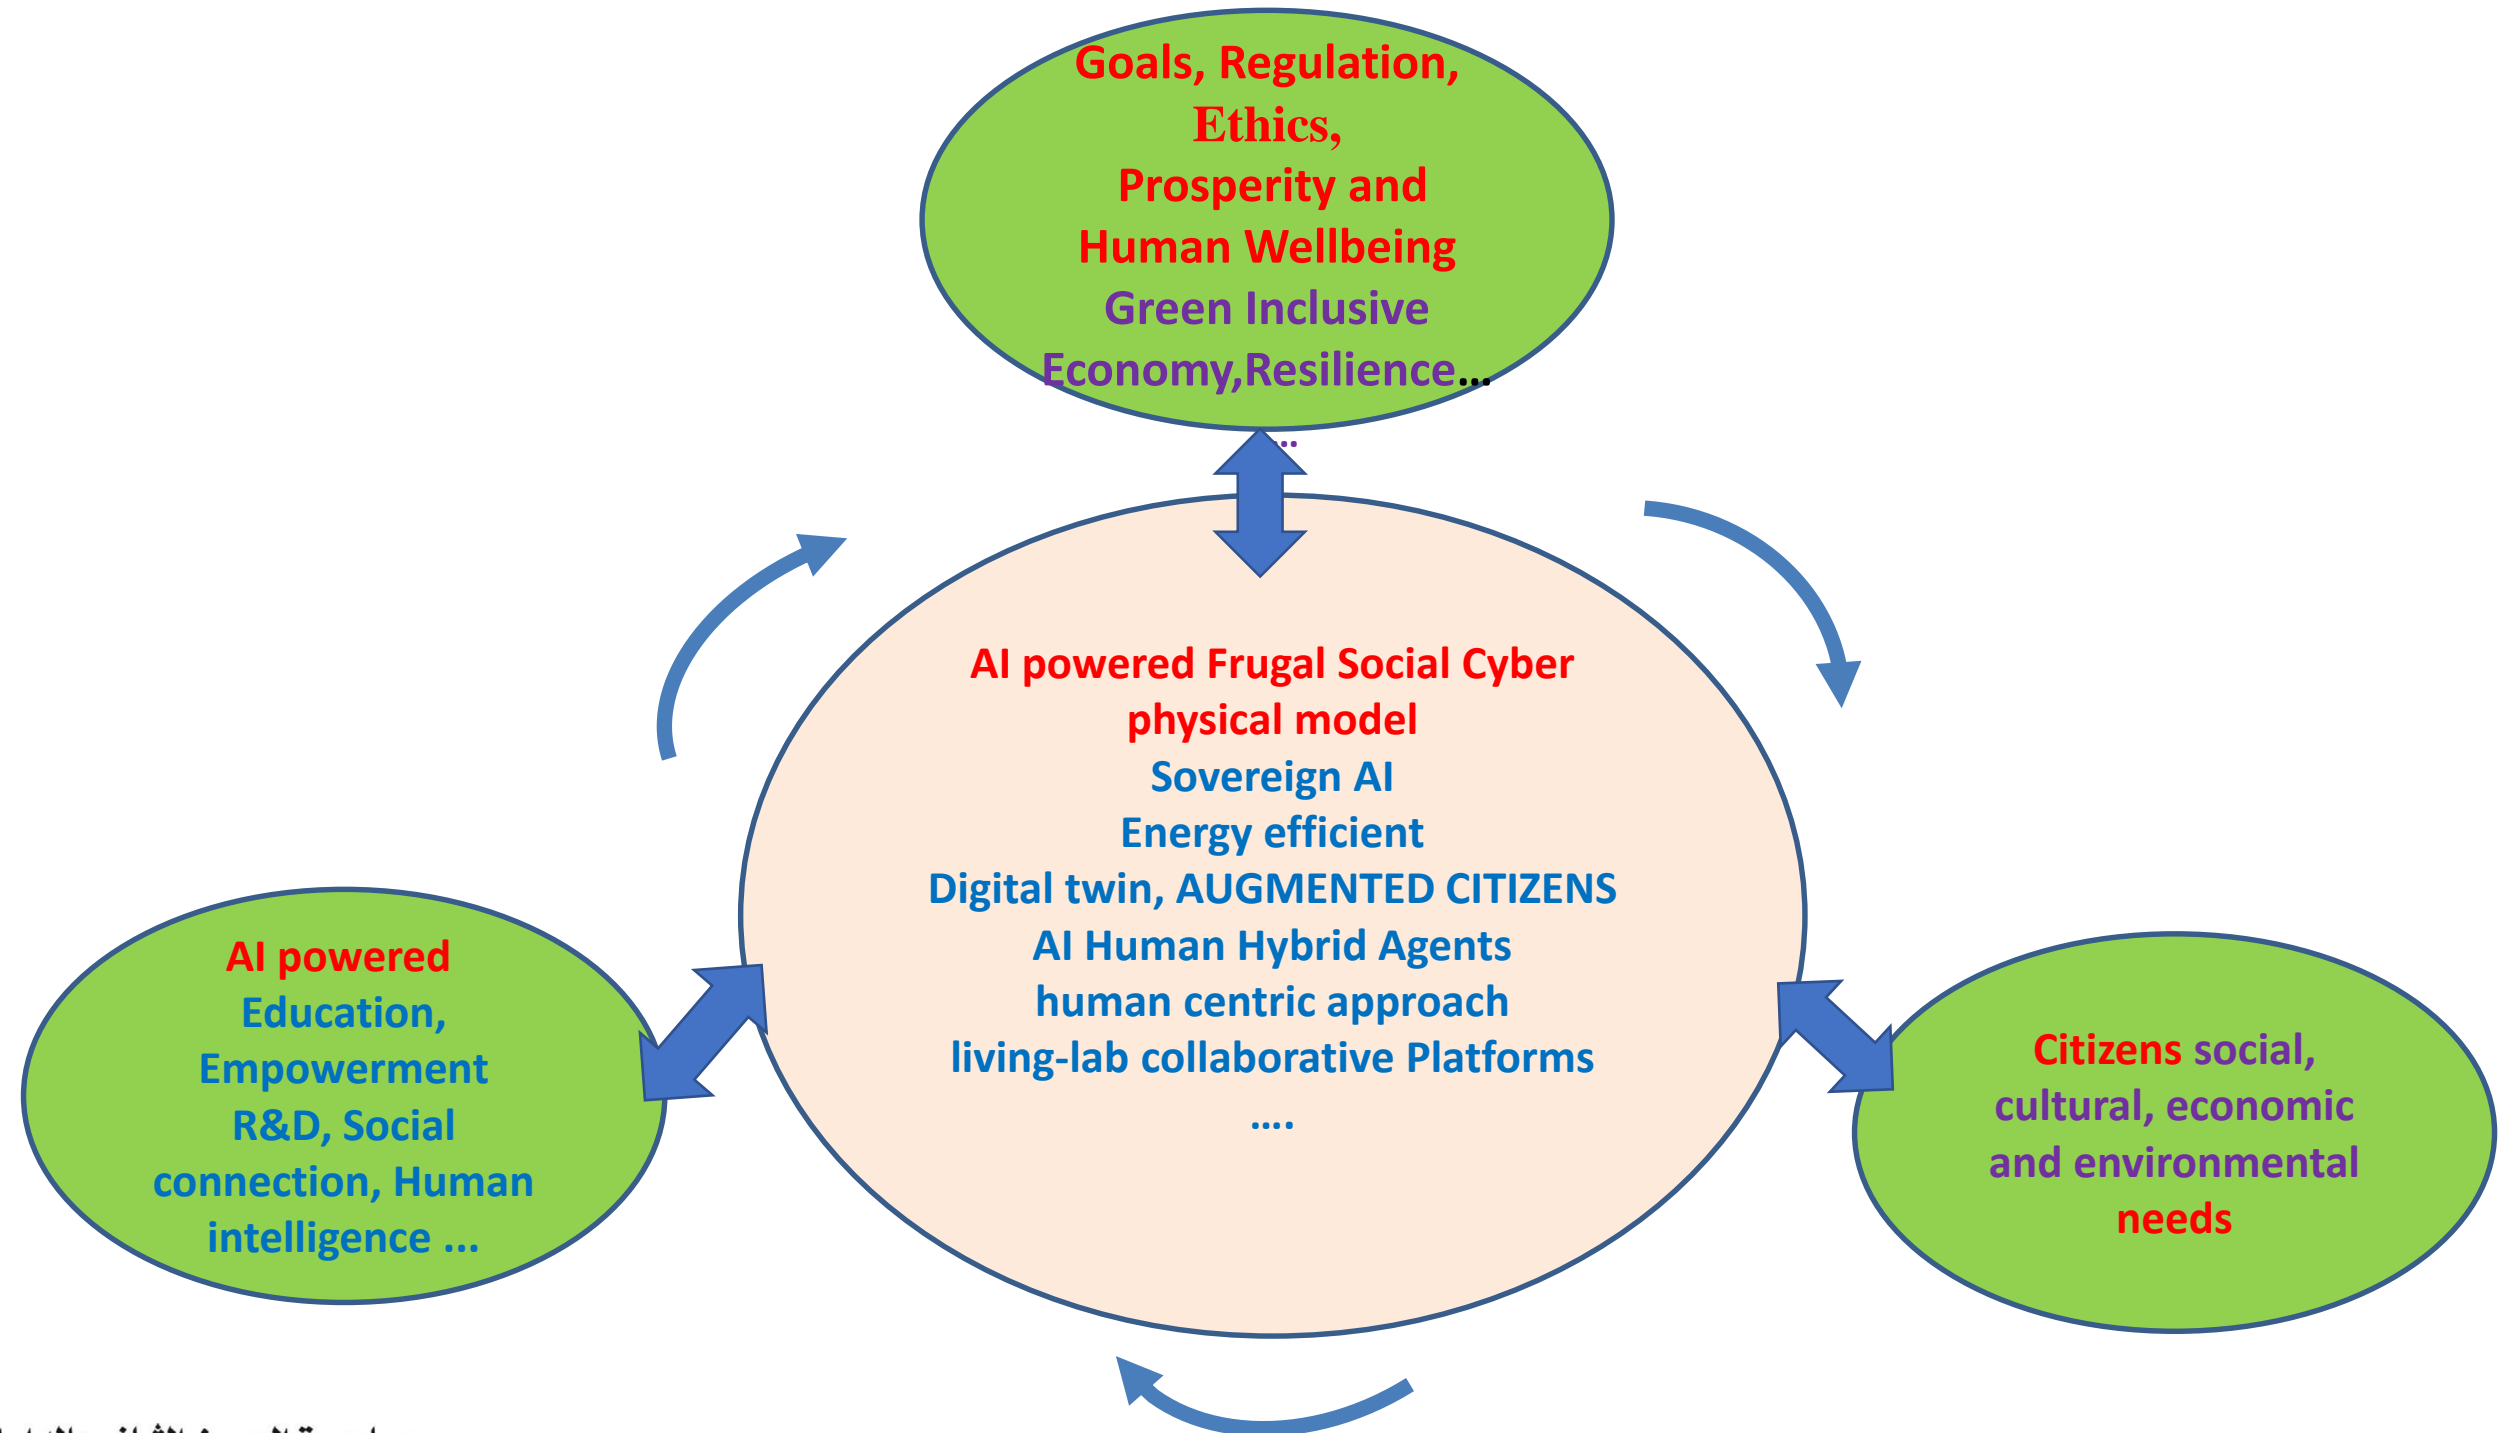 Goals, Regulation,
Ethics,
Prosperity and
Human Wellbeing
Green Inclusive
Economy,Resilience...
AI powered Frugal Social Cyber
physical model
Sovereign AI
Energy efficient
Digital twin, AUGMENTED CITIZENS
AI Human Hybrid Agents
human centric approach
living-lab collaborative Platforms
....
AI powered
Education,
Empowerment
R&D, Social
connection, Human
intelligence ...
Citizens social,
cultural, economic
and environmental
needs